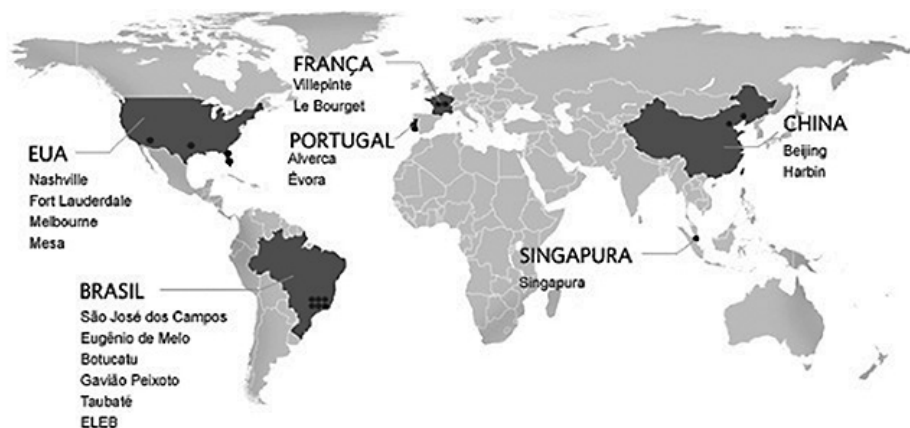 FRANÇA
Villepinte
Le Bourget
PORTUGAL
Alverca
Évora
CHINA
Beijing
Harbin
EUA
Nashville
Fort Lauderdale
Melbourne
Mesa
SINGAPURA
Singapura
BRASIL
São José dos Campos
Eugênio de Melo
Botucatu
Gavião Peixoto
Taubaté
ELEB